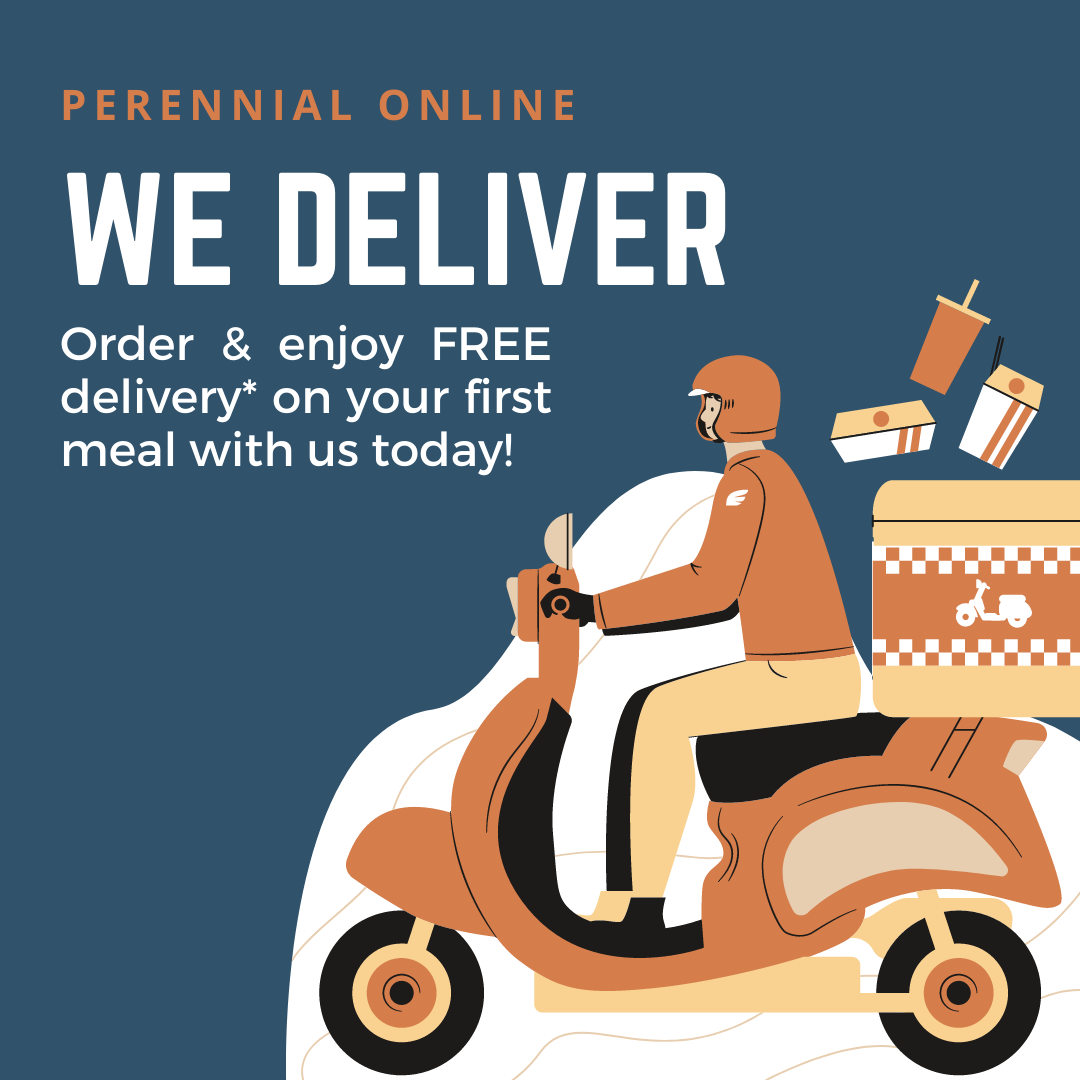 PERENNIAL ONLINE
WE DELIVER
Order & enjoy FREE
delivery* on your first
meal with us today!